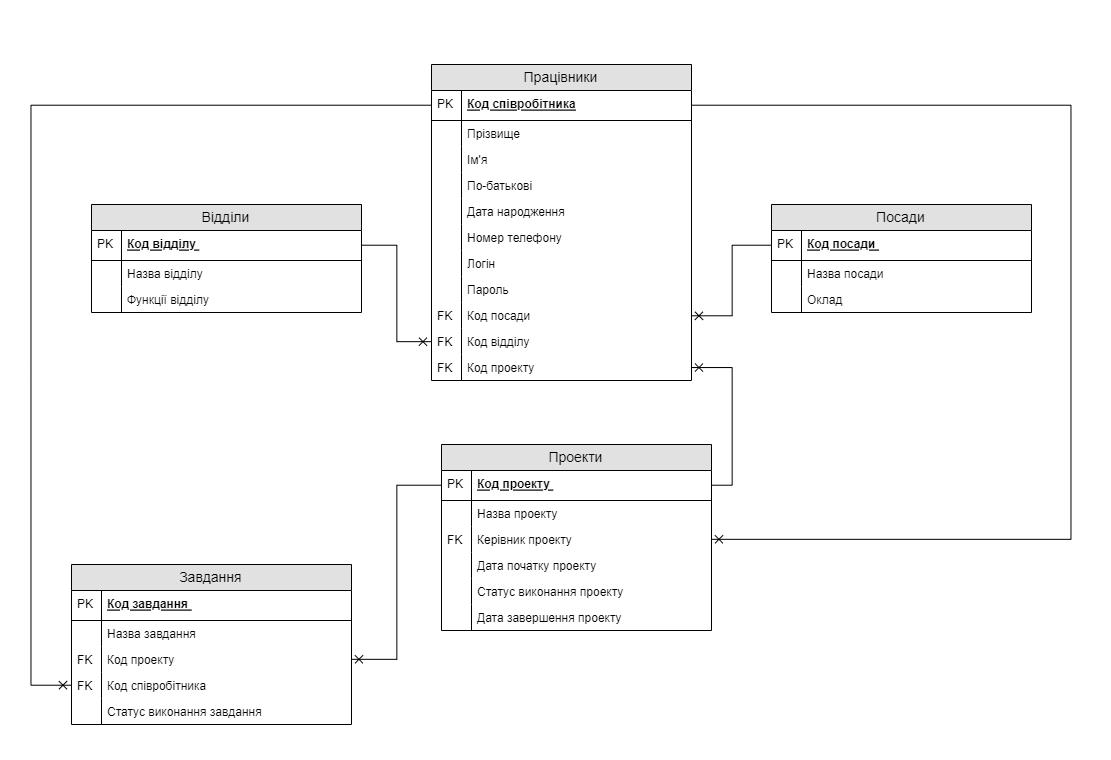 Працівники
PK Код співробітника
Прізвище
Ім'я
По-батькові
Дата народження
Номер телефону
Логін
Пароль
FK Код посади
FK Код відділу
FK Код проекту
Відділи
PK Код відділу
Назва відділу
Функції відділу
Посади
PK Код посади
Назва посади
Оклад
Проекти
PK Код проекту
Назва проекту
FK Керівник проекту
Дата початку проекту
Статус виконання проекту
Дата завершення проекту
Завдання
PK Код завдання
Назва завдання
FK Код проекту
FK Код співробітника
Статус виконання завдання